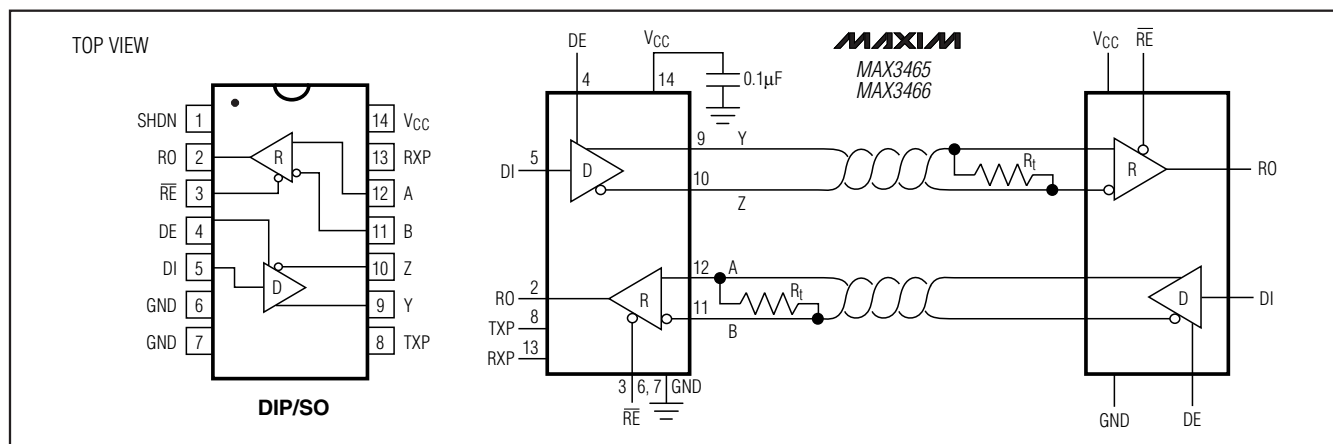 TOP VIEW
SHDN 1
RO 2
RE 3
DE 4
DI 5
GND 6
GND 7
14 VCC
13 RXP
12 A
11 B
10 Z
9 Y
8 TXP
R
D
DIP/SO
DE
4
VCC
14
0.1µF
MAXIM
MAX3465
MAX3466
VCC
RE
DI 5
D
9 Y
10
Z
Rt
R
RO
RO 2
TXP 8
RXP 13
R
12 A
11
B
Rt
D
DI
3 6, 7 GND
RE
GND
DE